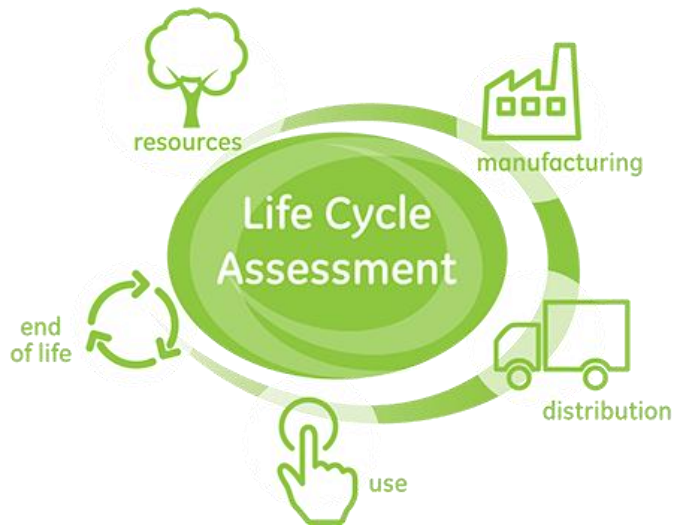 resources
manufacturing
Life Cycle
Assessment
end
of life
distribution
use